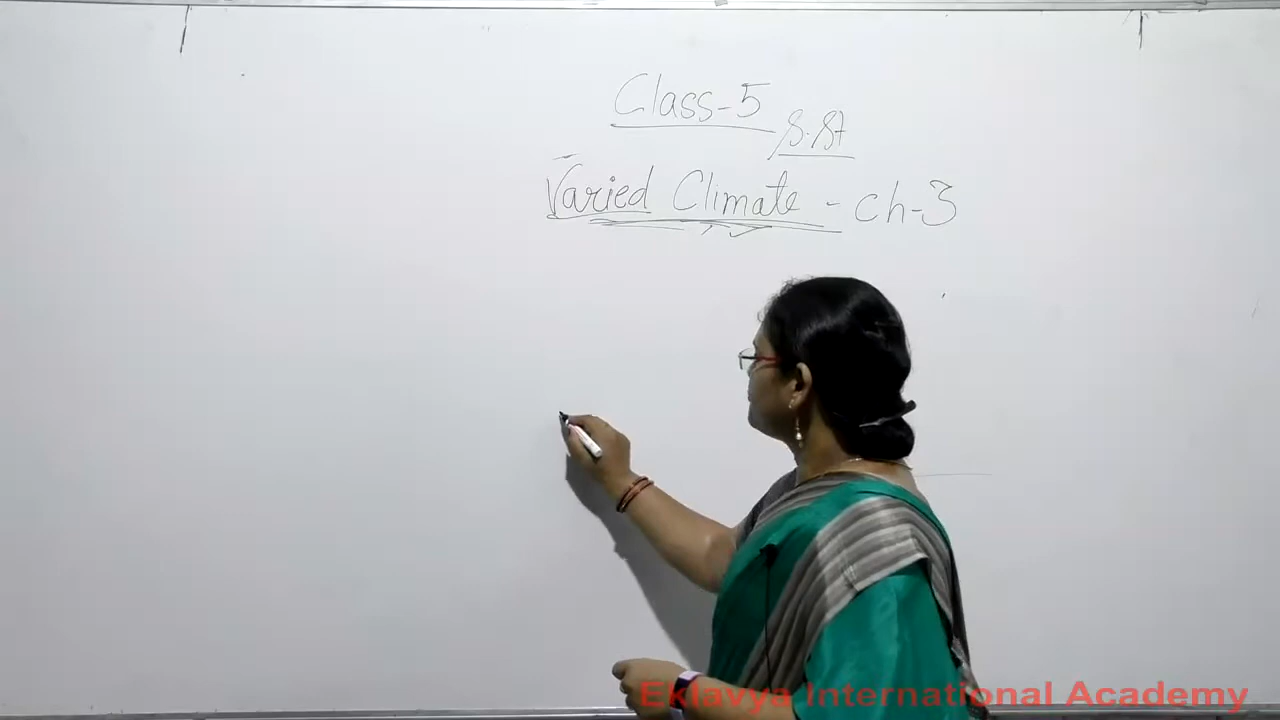 Class-5
S.St
Varied Climate - ch-3
Eklavya International Academy